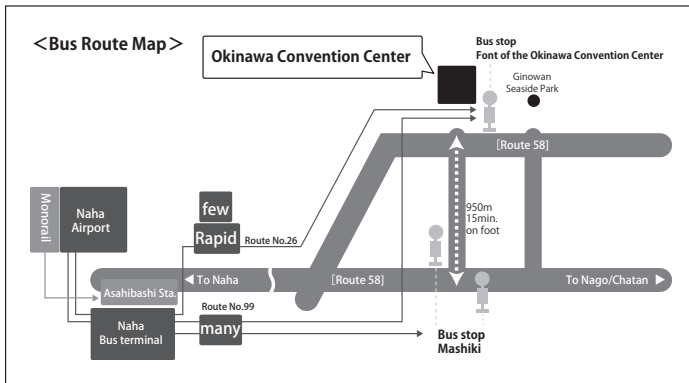 ＜Bus Route Map＞
Okinawa Convention Center
Bus stop
Font of the Okinawa Convention Center
Ginowan
Seaside Park
[Route 58]
950m
15min.
on foot
Monorail
Naha
Airport
few
Rapid
Route No.26
◀ To Naha
[Route 58]
To Nago/Chatan ▶
Asahibashi Sta.
Route No.99
many
Naha
Bus terminal
Bus stop
Mashiki